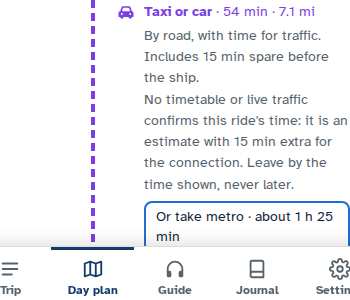 Taxi or car · 54 min · 7.1 mi
By road, with time for traffic.
Includes 15 min spare before
the ship.
No timetable or live traffic
confirms this ride's time: it is an
estimate with 15 min extra for
the connection. Leave by the
time shown, never later.
Or take metro · about 1 h 25
min
Trip
Day plan
Guide
Journal
Settin